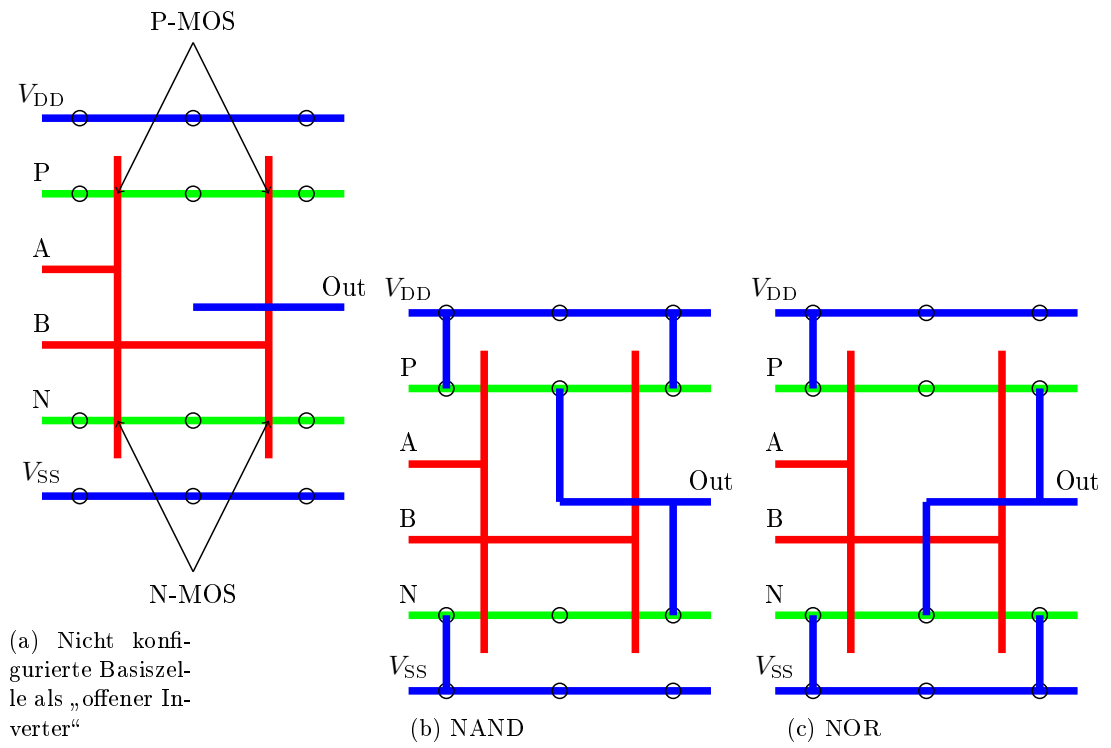 P-MOS
V_DD
P
A
Out
B
N
V_SS
N-MOS
(a) Nicht konfi-
gurierte Basiszel-
le als „offener In-
verter“
V_DD
P
A
Out
B
N
V_SS
(b) NAND
V_DD
P
A
Out
B
N
V_SS
(c) NOR